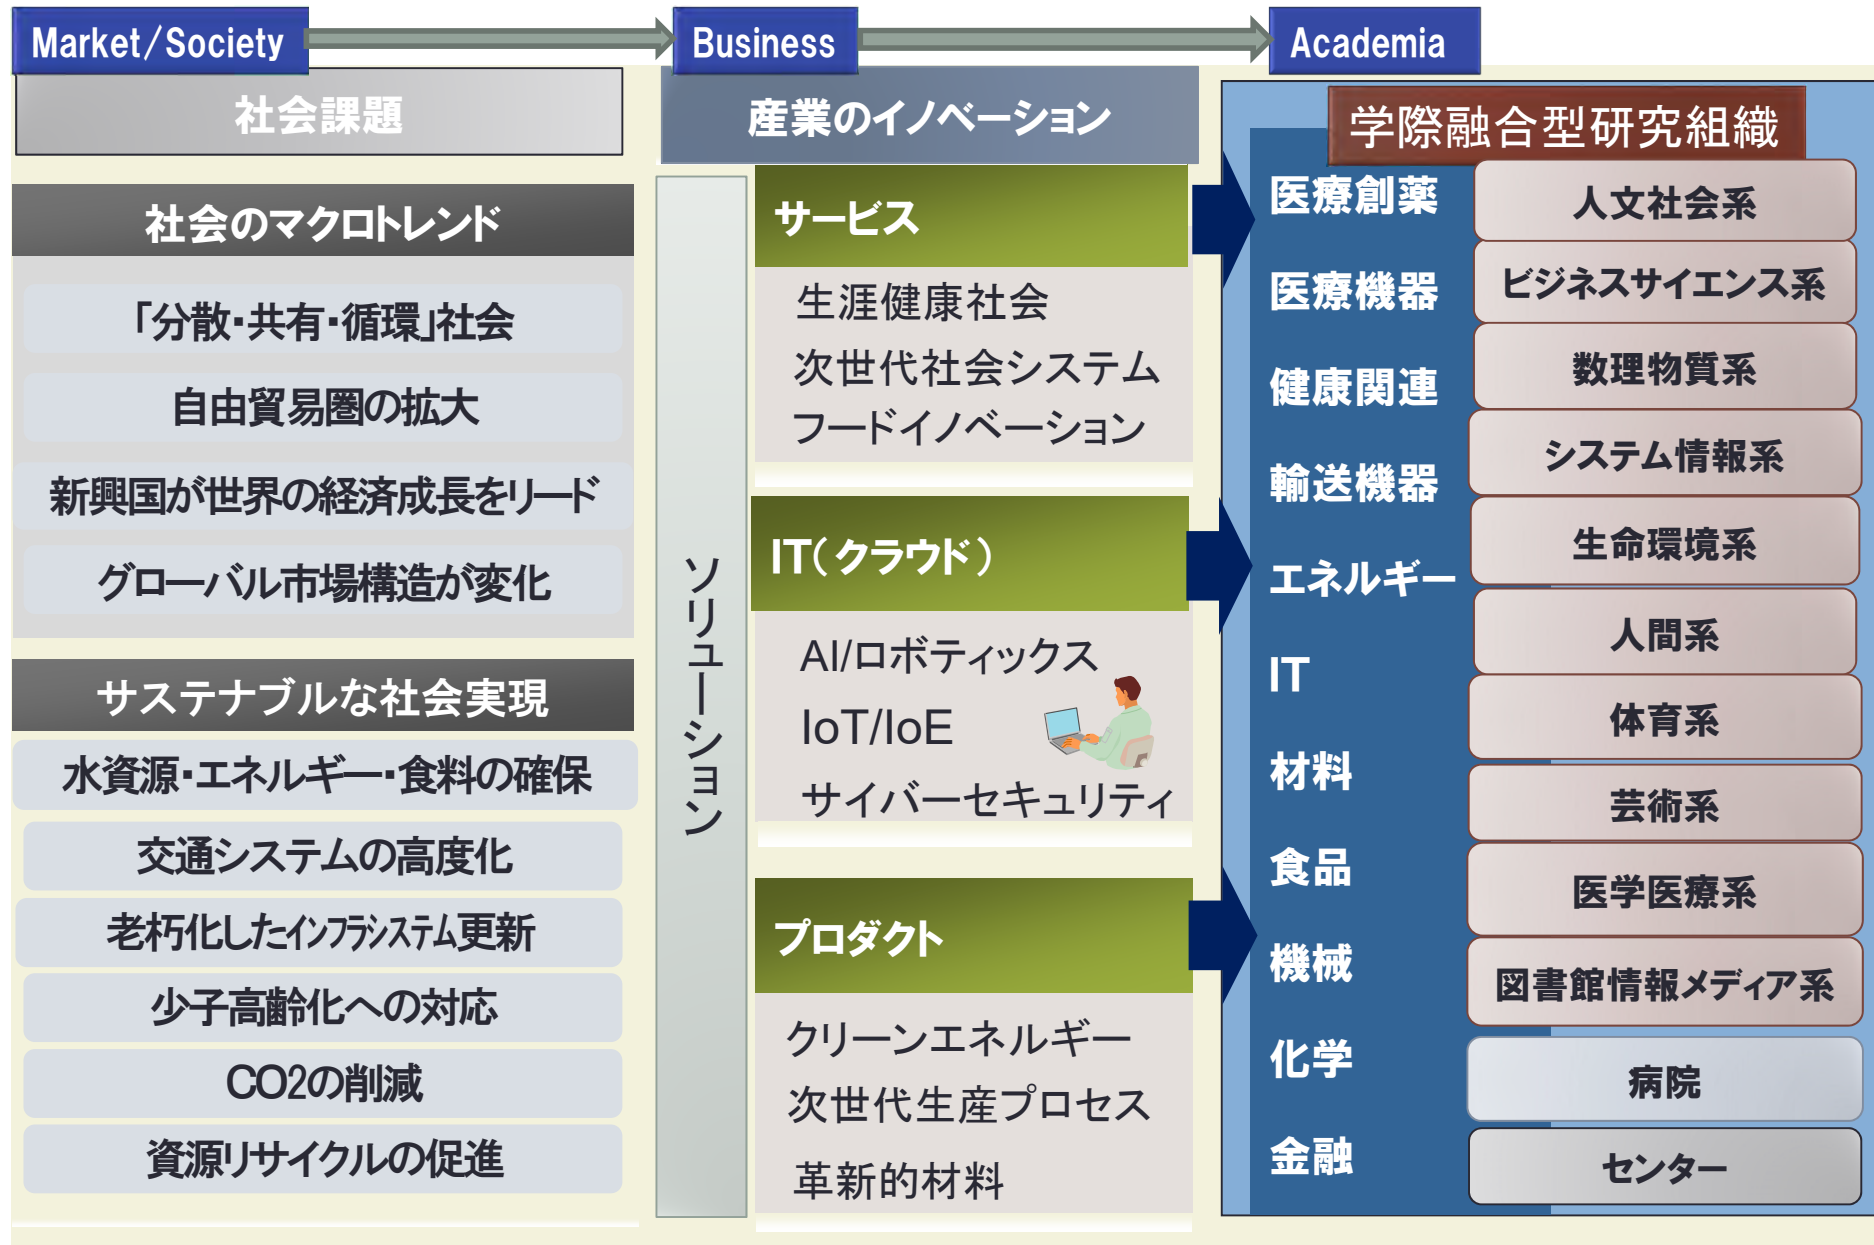 Market/Society
Business
Academia
社会課題
産業のイノベーション
学際融合型研究組織
社会のマクロトレンド
「分散・共有・循環」社会
自由貿易圏の拡大
新興国が世界の経済成長をリード
グローバル市場構造が変化
サステナブルな社会実現
水資源・エネルギー・食料の確保
交通システムの高度化
老朽化したインフラシステム更新
少子高齢化への対応
CO2の削減
資源リサイクルの促進
ソリューション
サービス
生涯健康社会
次世代社会システム
フードイノベーション
IT(クラウド)
AI/ロボティックス
IoT/IoE
サイバーセキュリティ
プロダクト
クリーンエネルギー
次世代生産プロセス
革新的材料
医療創薬
医療機器
健康関連
輸送機器
エネルギー
IT
材料
食品
機械
化学
金融
人文社会系
ビジネスサイエンス系
数理物質系
システム情報系
生命環境系
人間系
体育系
芸術系
医学医療系
図書館情報メディア系
病院
センター